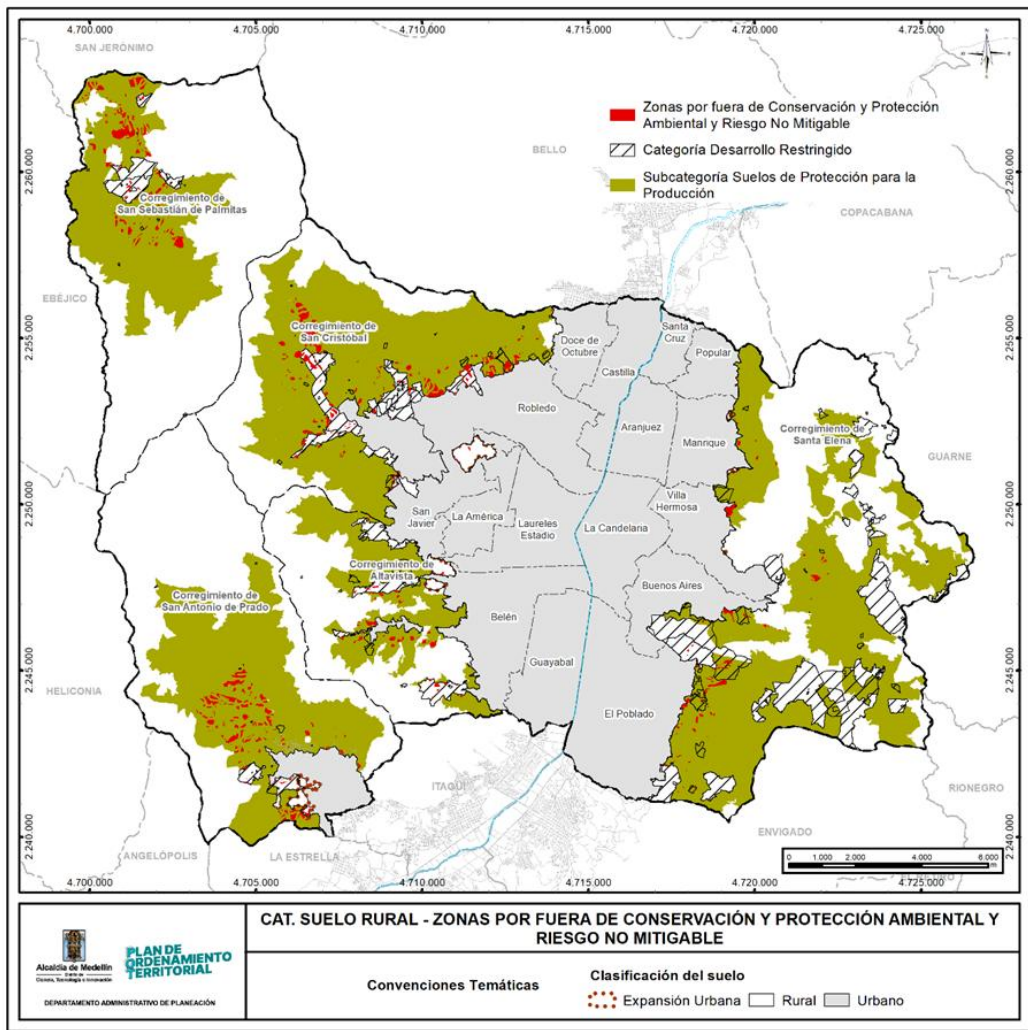 4.700.000
4.705.000
4.710.000
4.715.000
4.720.000
4.725.000
SAN JERÓNIMO
Zonas por fuera de Conservación y Protección
Ambiental y Riesgo No Mitigable
Categoría Desarrollo Restringido
Subcategoría Suelos de Protección para la
Producción
BELLO
COPACABANA
2.260.000
2.260.000
Corregimiento de
San Sebastián de Palmitas
EBÉJICO
Corregimiento de
San Cristóbal
2.255.000
2.255.000
Santa
Cruz
Doce de
Octubre
Popular
Castilla
Robledo
Aranjuez
Manrique
Corregimiento de
Santa Elena
GUARNE
2.250.000
2.250.000
San
Javier
La América
Laureles
Estadio
La Candelaria
Villa
Hermosa
Corregimiento de
Altavista
Buenos Aires
Corregimiento de
San Antonio de Prado
Belén
Guayabal
El Poblado
2.245.000
2.245.000
HELICONIA
ITAGÜÍ
RIONEGRO
ENVIGADO
2.240.000
2.240.000
ANGELÓPOLIS
LA ESTRELLA
0 1.000 2.000 4.000 6.000
m
4.700.000
4.705.000
4.710.000
4.715.000
4.720.000
4.725.000
CAT. SUELO RURAL - ZONAS POR FUERA DE CONSERVACIÓN Y PROTECCIÓN AMBIENTAL Y
RIESGO NO MITIGABLE
Alcaldía de Medellín
Distrito de
Ciencia, Tecnología e Innovación
PLAN DE
ORDENAMIENTO
TERRITORIAL
DEPARTAMENTO ADMINISTRATIVO DE PLANEACIÓN
Convenciones Temáticas
Clasificación del suelo
Expansión Urbana
Rural
Urbano